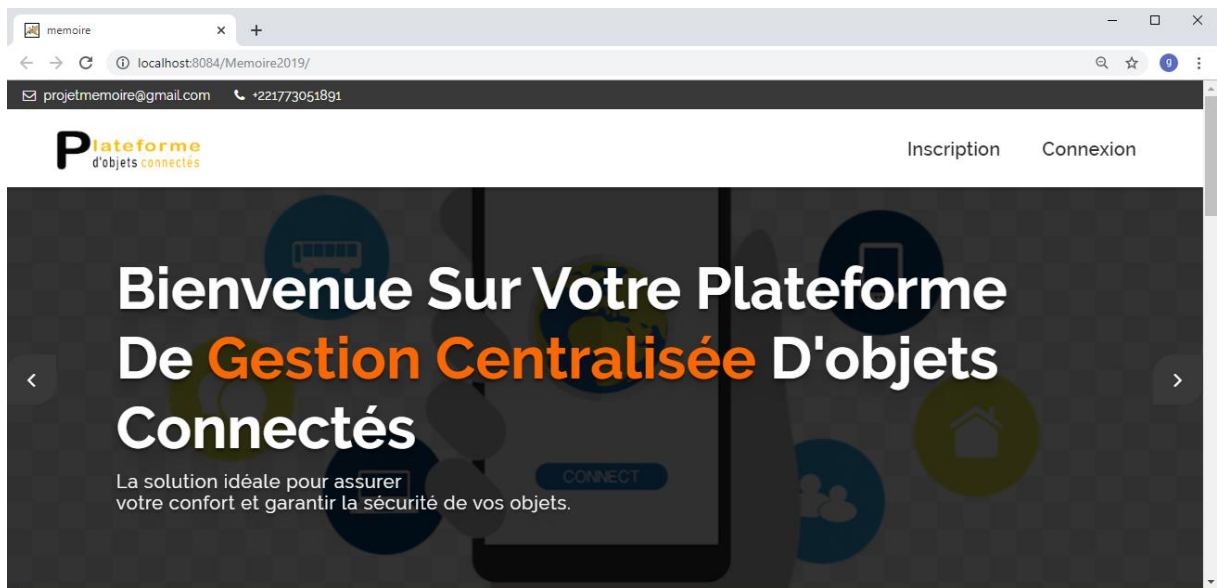 memoire
localhost:8084/Memoire2019/
g
projetmemoire@gmail.com +221773051891
Plateforme
d'objets connectés
Inscription Connexion
Bienvenue Sur Votre Plateforme
De Gestion Centralisée D'objets
Connectés
La solution idéale pour assurer
votre confort et garantir la sécurité de vos objets.
CONNECT